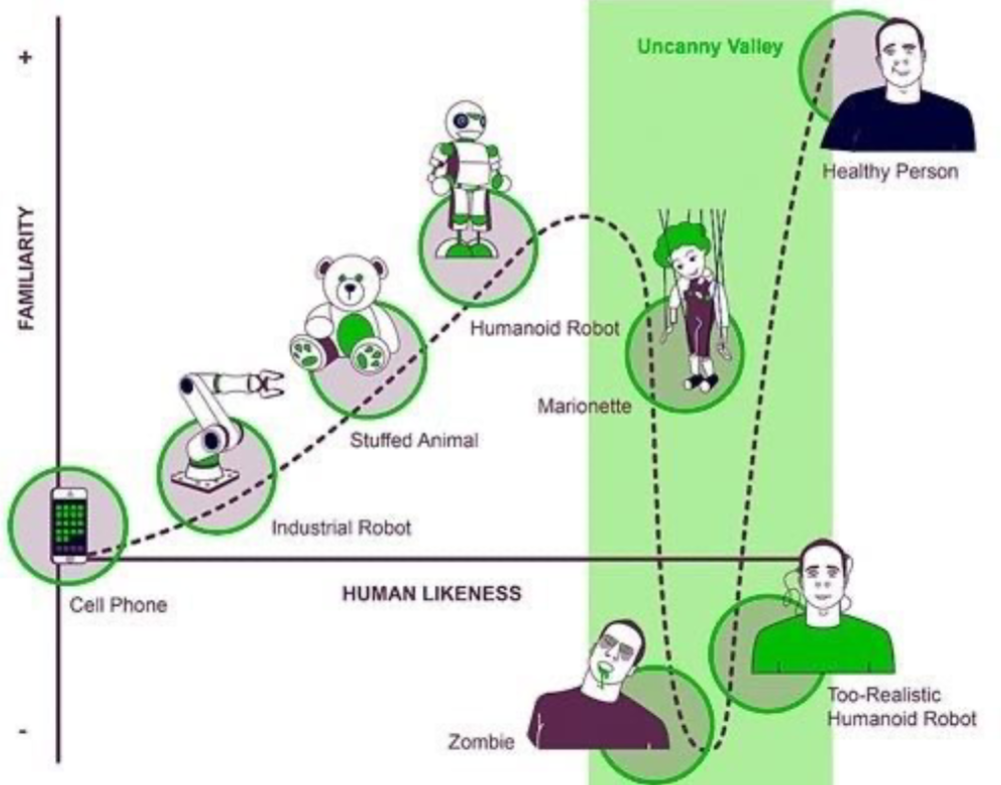 +
Uncanny Valley
Healthy Person
FAMILIARITY
Humanoid Robot
Marionette
Stuffed Animal
Industrial Robot
HUMAN LIKENESS
Cell Phone
Too-Realistic
Humanoid Robot
Zombie
-